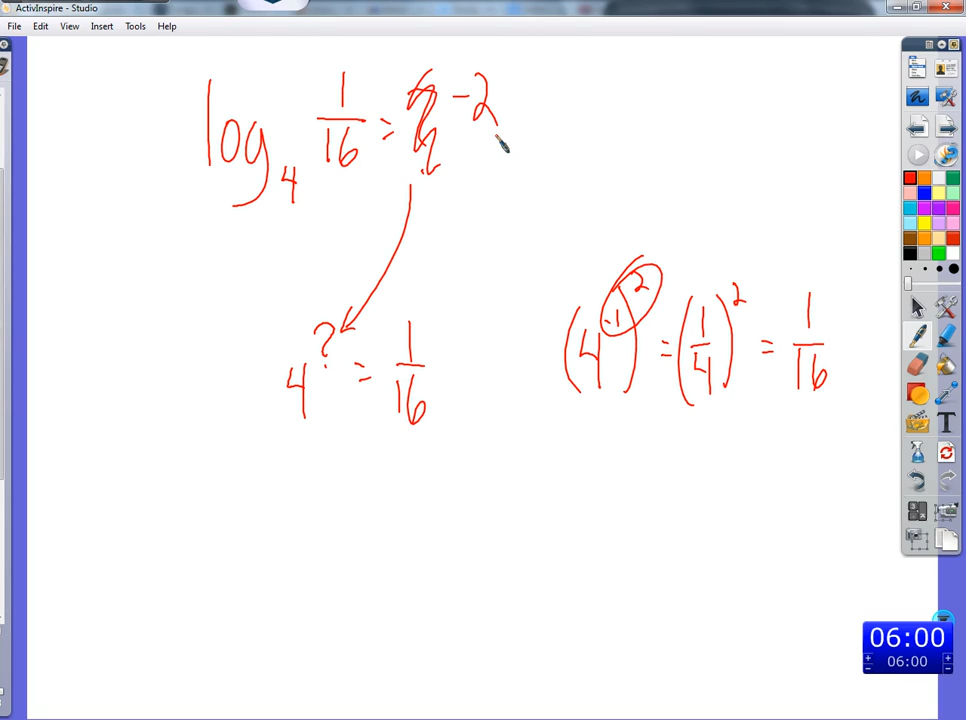 ActivInspire - Studio
File Edit View Insert Tools Help
log₄ 1/16 = -2
4^? = 1/16
(4^-1)^2 = (1/4)^2 = 1/16
06:00
06:00